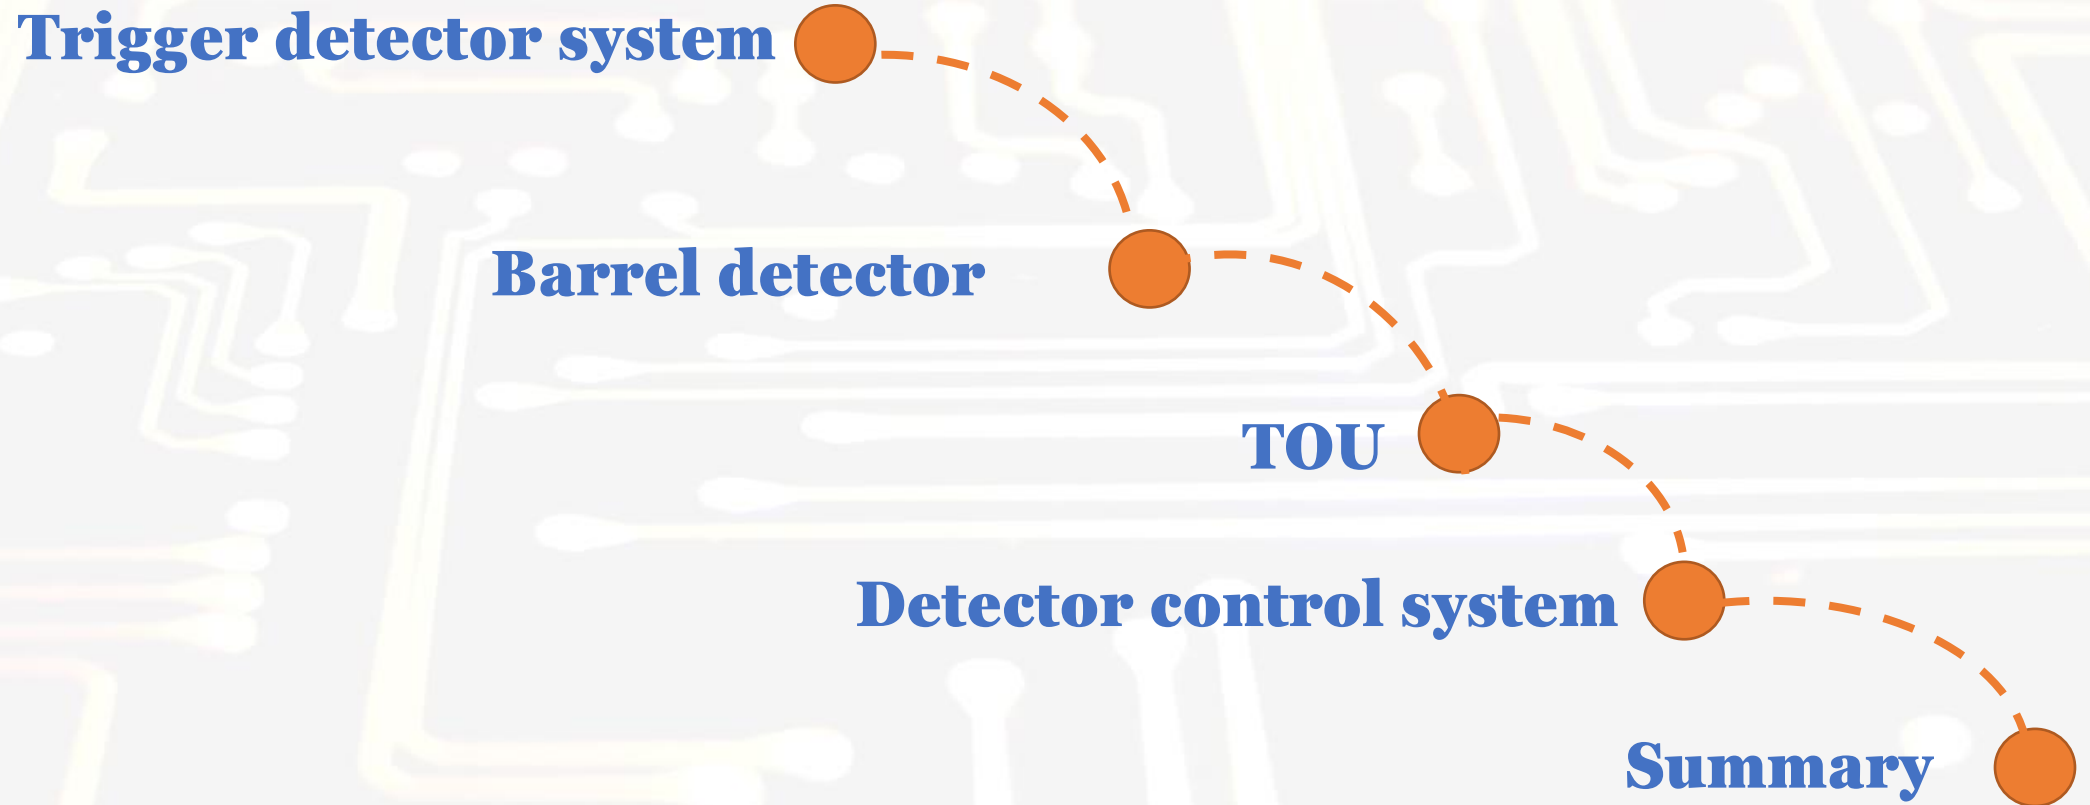 Trigger detector system
Barrel detector
TOU
Detector control system
Summary